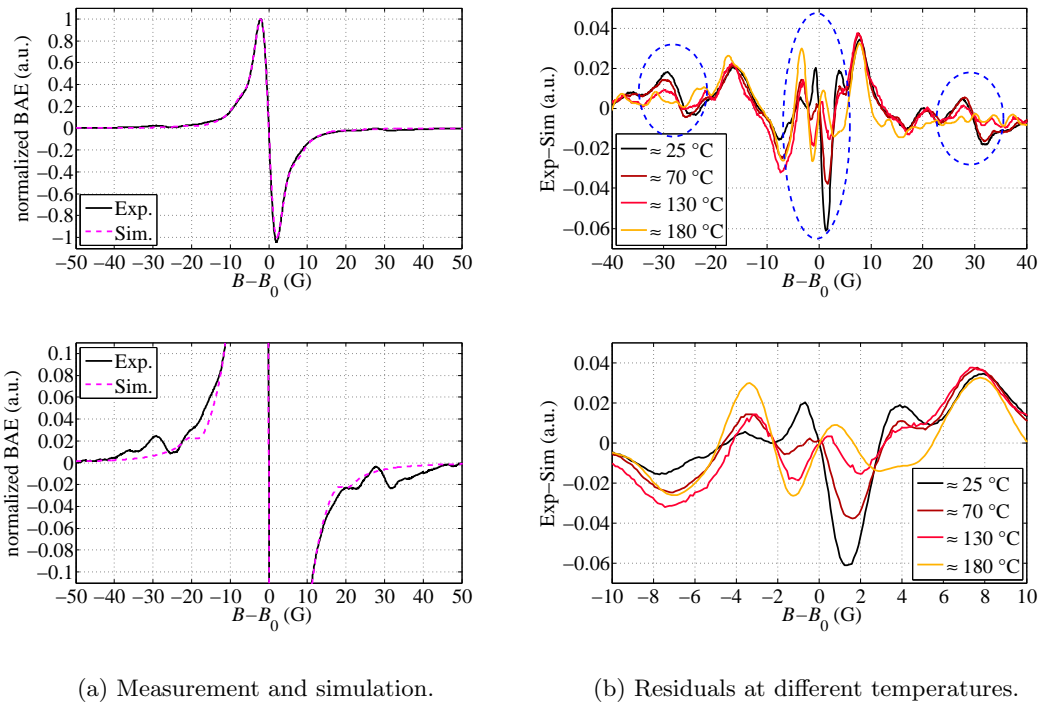 normalized BAE (a.u.)
1
0.8
0.6
0.4
0.2
0
−0.2
−0.4
−0.6
−0.8
−1
Exp.
Sim.
−50 −40 −30 −20 −10 0 10 20 30 40 50
B−B0 (G)
Exp−Sim (a.u.)
0.04
0.02
0
−0.02
−0.04
−0.06
≈ 25 °C
≈ 70 °C
≈ 130 °C
≈ 180 °C
−40 −30 −20 −10 0 10 20 30 40
B−B0 (G)
normalized BAE (a.u.)
0.1
0.08
0.06
0.04
0.02
0
−0.02
−0.04
−0.06
−0.08
−0.1
Exp.
Sim.
−50 −40 −30 −20 −10 0 10 20 30 40 50
B−B0 (G)
Exp−Sim (a.u.)
0.04
0.02
0
−0.02
−0.04
−0.06
≈ 25 °C
≈ 70 °C
≈ 130 °C
≈ 180 °C
−10 −8 −6 −4 −2 0 2 4 6 8 10
B−B0 (G)
(a) Measurement and simulation.
(b) Residuals at different temperatures.